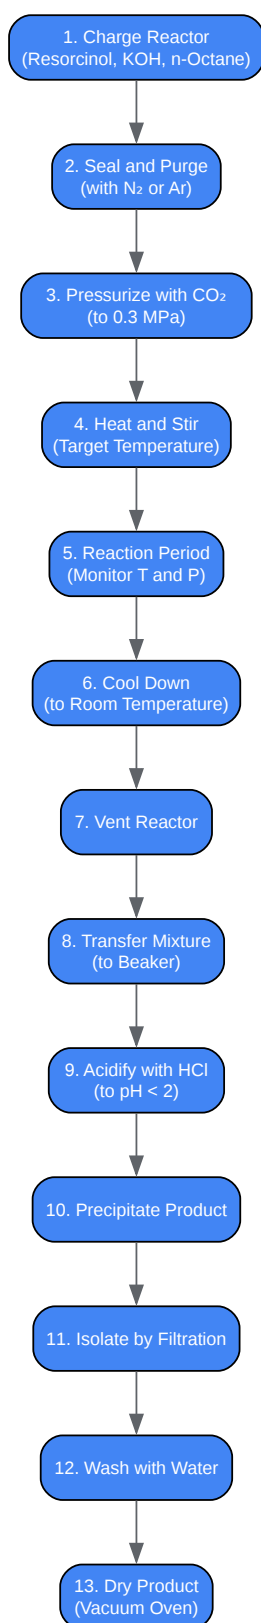 1. Charge Reactor
(Resorcinol, KOH, n-Octane)
2. Seal and Purge
(with N₂ or Ar)
3. Pressurize with CO₂
(to 0.3 MPa)
4. Heat and Stir
(Target Temperature)
5. Reaction Period
(Monitor T and P)
6. Cool Down
(to Room Temperature)
7. Vent Reactor
8. Transfer Mixture
(to Beaker)
9. Acidify with HCl
(to pH < 2)
10. Precipitate Product
11. Isolate by Filtration
12. Wash with Water
13. Dry Product
(Vacuum Oven)